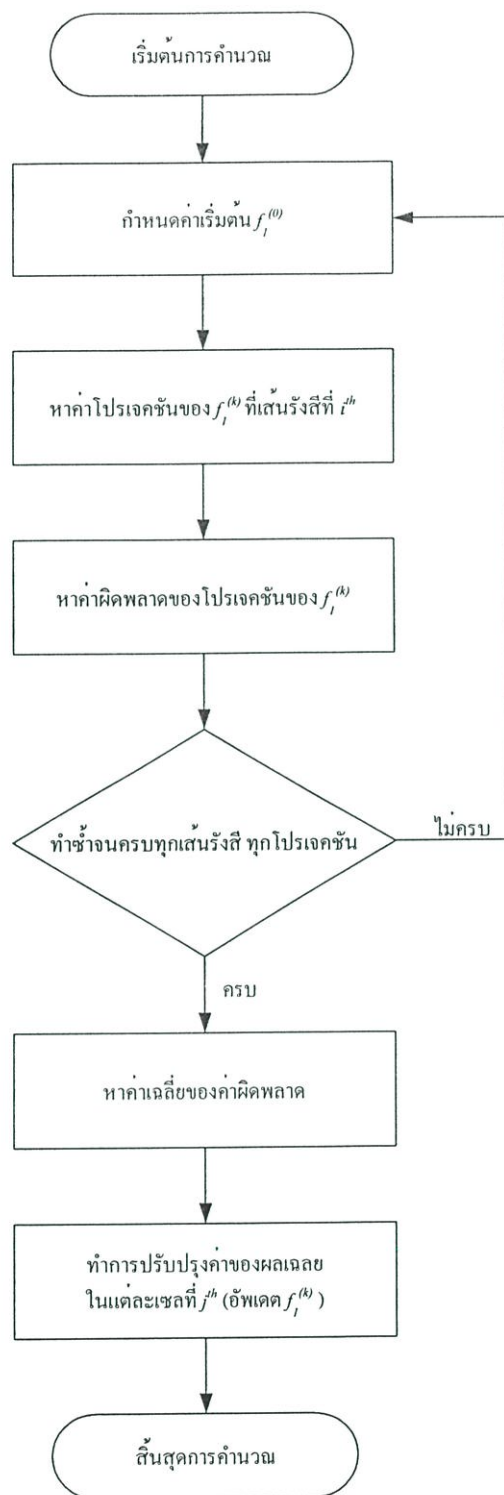 เริ่มต้นการคำนวณ
กำหนดค่าเริ่มต้น f_l^{(0)}
หาค่าโปรเจคชันของ f_l^{(k)} ที่เส้นรังสีที่ i^{th}
หาค่าผิดพลาดของโปรเจคชันของ f_l^{(k)}
ทำซ้ำจนครบทุกเส้นรังสี ทุกโปรเจคชัน
ไม่ครบ
ครบ
หาค่าเฉลี่ยของค่าผิดพลาด
ทำการปรับปรุงค่าของผลเฉลย
ในแต่ละเซลที่ j^{th} (อัพเดต f_l^{(k)} )
สิ้นสุดการคำนวณ